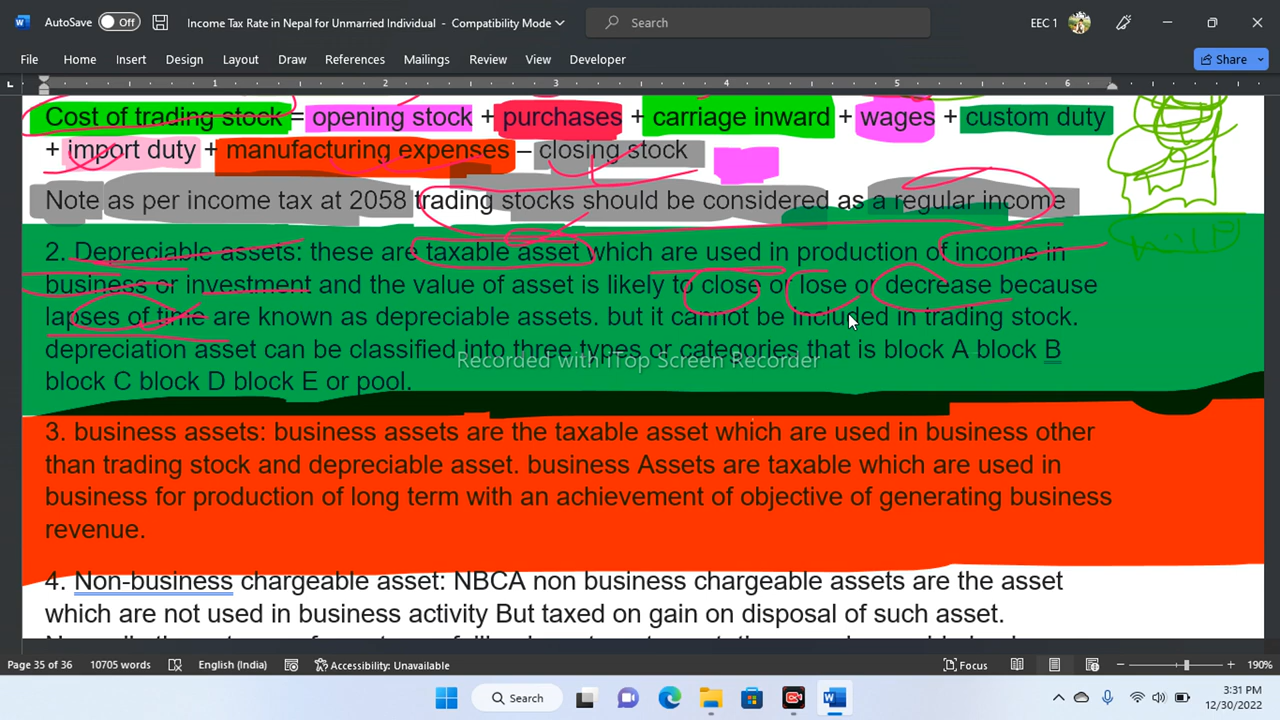 AutoSave Off Income Tax Rate in Nepal for Unmarried Individual - Compatibility Mode Search EEC 1
File Home Insert Design Layout References Mailings Review View Developer Share
1 2 3 4 5 6
Cost of trading stock = opening stock + purchases + carriage inward + wages + custom duty
+ import duty + manufacturing expenses – closing stock
Note as per income tax at 2058 trading stocks should be considered as a regular income
2. Depreciable assets: these are taxable asset which are used in production of income in
business or investment and the value of asset is likely to close or lose or decrease because
lapses of time are known as depreciable assets. but it cannot be included in trading stock.
depreciation asset can be classified into three types or categories that is block A block B
Recorded with iTop Screen Recorder
block C block D block E or pool.
3. business assets: business assets are the taxable asset which are used in business other
than trading stock and depreciable asset. business Assets are taxable which are used in
business for production of long term with an achievement of objective of generating business
revenue.
4. Non-business chargeable asset: NBCA non business chargeable assets are the asset
which are not used in business activity But taxed on gain on disposal of such asset.
Page 35 of 36 10705 words English (India) Accessibility: Unavailable Focus 190%
Search 3:31 PM
12/30/2022